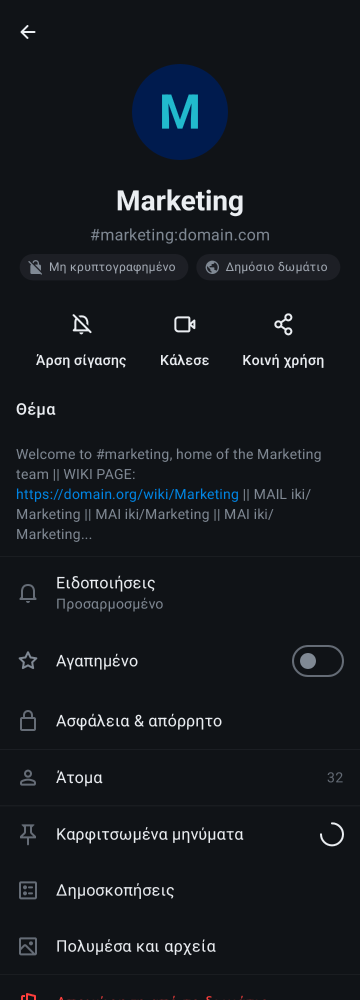 M
Marketing
#marketing:domain.com
Μη κρυπτογραφημένο Δημόσιο δωμάτιο
Άρση σίγασης Κάλεσε Κοινή χρήση
Θέμα
Welcome to #marketing, home of the Marketing
team || WIKI PAGE:
https://domain.org/wiki/Marketing || MAIL iki/
Marketing || MAI iki/Marketing || MAI iki/
Marketing...
Ειδοποιήσεις
Προσαρμοσμένο
Αγαπημένο
Ασφάλεια & απόρρητο
Άτομα 32
Καρφιτσωμένα μηνύματα
Δημοσκοπήσεις
Πολυμέσα και αρχεία